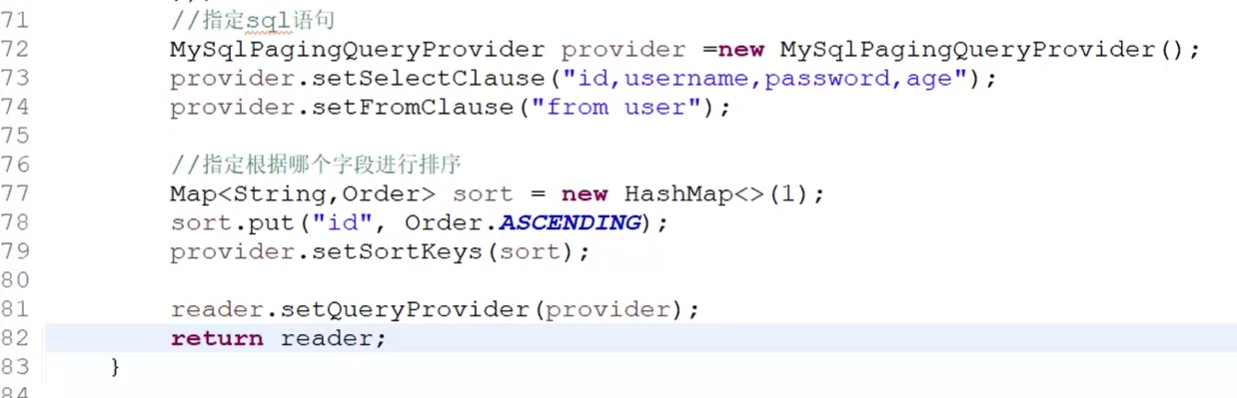 71 //指定sql语句
72 MySqlPagingQueryProvider provider =new MySqlPagingQueryProvider();
73 provider.setSelectClause("id,username,password,age");
74 provider.setFromClause("from user");
75
76 //指定根据哪个字段进行排序
77 Map<String,Order> sort = new HashMap<>(1);
78 sort.put("id", Order.ASCENDING);
79 provider.setSortKeys(sort);
80
81 reader.setQueryProvider(provider);
82 return reader;
83 }
84